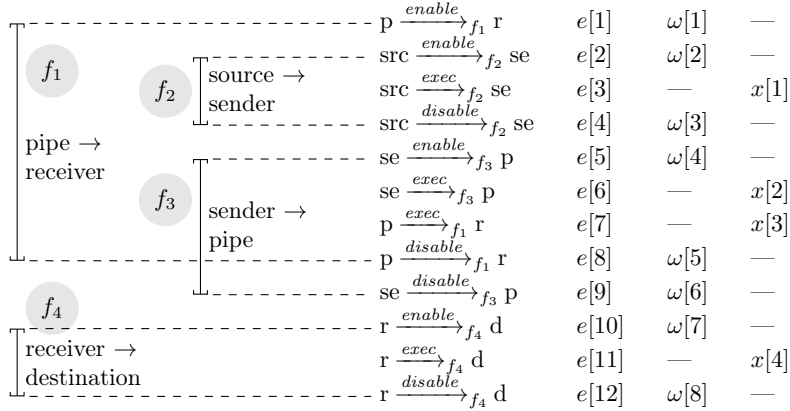 p enable→f1 r e[1] ω[1] —
f1
src enable→f2 se e[2] ω[2] —
f2 source →
sender
src exec→f2 se e[3] — x[1]
src disable→f2 se e[4] ω[3] —
pipe →
receiver
se enable→f3 p e[5] ω[4] —
f3
se exec→f3 p e[6] — x[2]
sender →
pipe
p exec→f1 r e[7] — x[3]
p disable→f1 r e[8] ω[5] —
se disable→f3 p e[9] ω[6] —
f4
r enable→f4 d e[10] ω[7] —
receiver →
destination
r exec→f4 d e[11] — x[4]
r disable→f4 d e[12] ω[8] —